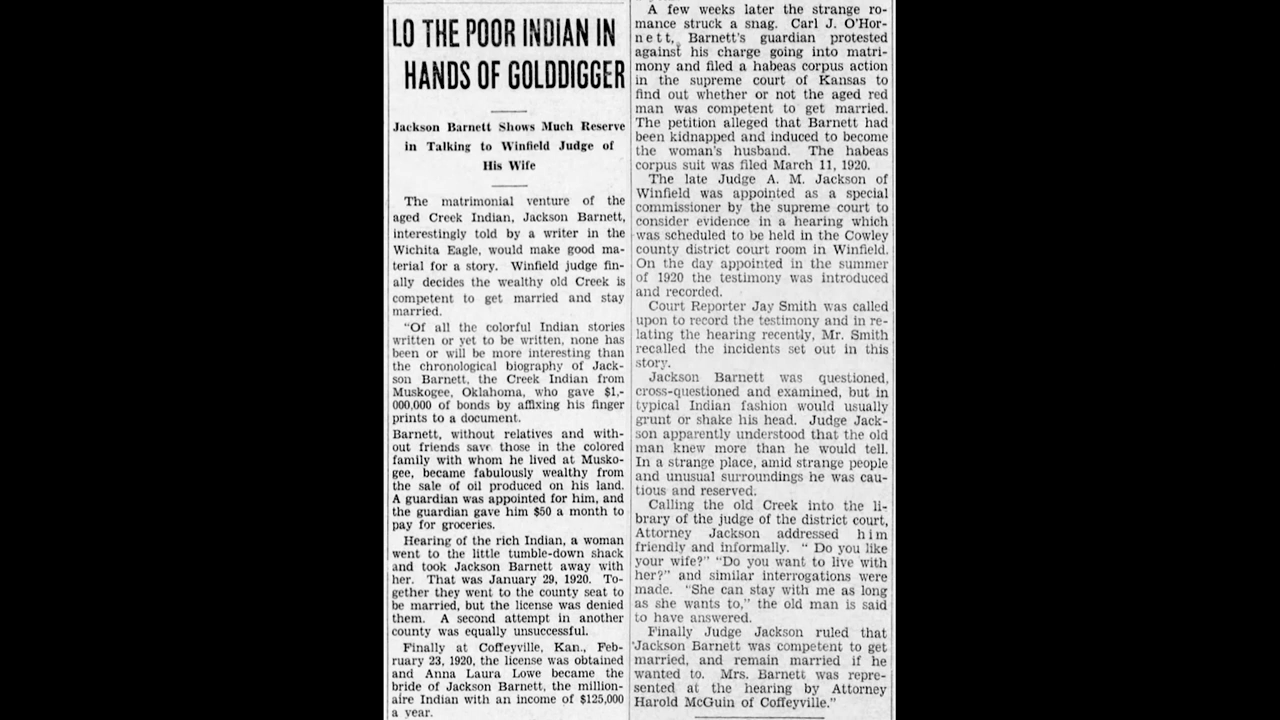 LO THE POOR INDIAN IN
HANDS OF GOLDDIGGER
Jackson Barnett Shows Much Reserve
in Talking to Winfield Judge of
His Wife
The matrimonial venture of the
aged Creek Indian, Jackson Barnett,
interestingly told by a writer in the
Wichita Eagle, would make good ma-
terial for a story. Winfield judge fin-
ally decides the wealthy old Creek is
competent to get married and stay
married.
"Of all the colorful Indian stories
written or yet to be written, none has
been or will be more interesting than
the chronological biography of Jack-
son Barnett, the Creek Indian from
Muskogee, Oklahoma, who gave $1,-
000,000 of bonds by affixing his finger
prints to a document.
Barnett, without relatives and with-
out friends save those in the colored
family with whom he lived at Musko-
gee, became fabulously wealthy from
the sale of oil produced on his land.
A guardian was appointed for him, and
the guardian gave him $50 a month to
pay for groceries.
Hearing of the rich Indian, a woman
went to the little tumble-down shack
and took Jackson Barnett away with
her. That was January 29, 1920. To-
gether they went to the county seat to
be married, but the license was denied
them. A second attempt in another
county was equally unsuccessful.
Finally at Coffeyville, Kan., Feb-
ruary 23, 1920, the license was obtained
and Anna Laura Lowe became the
bride of Jackson Barnett, the million-
aire Indian with an income of $125,000
a year.
A few weeks later the strange ro-
mance struck a snag. Carl J. O'Hor-
nett, Barnett's guardian protested
against his charge going into matri-
mony and filed a habeas corpus action
in the supreme court of Kansas to
find out whether or not the aged red
man was competent to get married.
The petition alleged that Barnett had
been kidnapped and induced to become
the woman's husband. The habeas
corpus suit was filed March 11, 1920.
The late Judge A. M. Jackson of
Winfield was appointed as a special
commissioner by the supreme court to
consider evidence in a hearing which
was scheduled to be held in the Cowley
county district court room in Winfield.
On the day appointed in the summer
of 1920 the testimony was introduced
and recorded.
Court Reporter Jay Smith was called
upon to record the testimony and in re-
lating the hearing recently, Mr. Smith
recalled the incidents set out in this
story.
Jackson Barnett was questioned,
cross-questioned and examined, but in
typical Indian fashion would usually
grunt or shake his head. Judge Jack-
son apparently understood that the old
man knew more than he would tell.
In a strange place, amid strange people
and unusual surroundings he was cau-
tious and reserved.
Calling the old Creek into the li-
brary of the judge of the district court,
Attorney Jackson addressed him
friendly and informally. " Do you like
your wife?" "Do you want to live with
her?" and similar interrogations were
made. "She can stay with me as long
as she wants to," the old man is said
to have answered.
Finally Judge Jackson ruled that
'Jackson Barnett was competent to get
married, and remain married if he
wanted to. Mrs. Barnett was repre-
sented at the hearing by Attorney
Harold McGuin of Coffeyville."